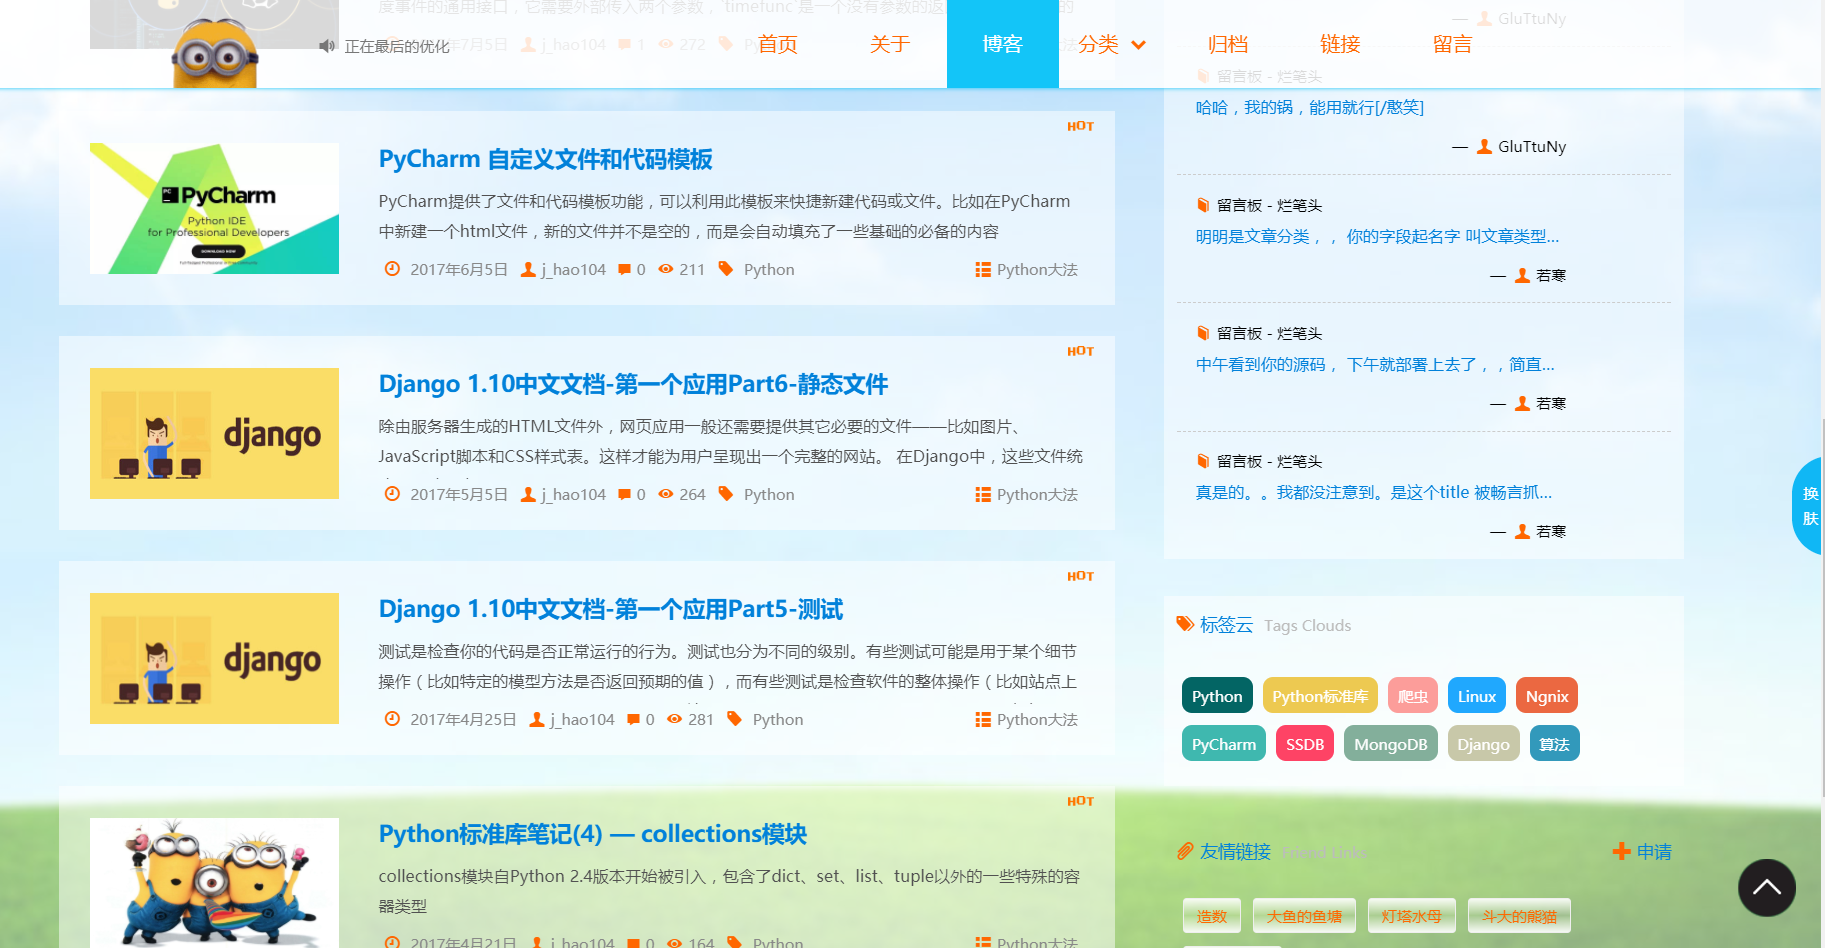 度事件的通用接口，它需要外部传入两个参数，`timefunc`是一个没有参数的返
7月5日 j_hao104 1 272
正在最后的优化
首页 关于 博客 分类 归档 链接 留言
HOT
PyCharm
Python IDE
for Professional Developers
DOWNLOAD NOW
PyCharm 自定义文件和代码模板
PyCharm提供了文件和代码模板功能，可以利用此模板来快捷新建代码或文件。比如在PyCharm
中新建一个html文件，新的文件并不是空的，而是会自动填充了一些基础的必备的内容
2017年6月5日 j_hao104 0 211 Python Python大法
HOT
django
Django 1.10中文文档-第一个应用Part6-静态文件
除由服务器生成的HTML文件外，网页应用一般还需要提供其它必要的文件——比如图片、
JavaScript脚本和CSS样式表。这样才能为用户呈现出一个完整的网站。 在Django中，这些文件统
2017年5月5日 j_hao104 0 264 Python Python大法
HOT
django
Django 1.10中文文档-第一个应用Part5-测试
测试是检查你的代码是否正常运行的行为。测试也分为不同的级别。有些测试可能是用于某个细节
操作（比如特定的模型方法是否返回预期的值），而有些测试是检查软件的整体操作（比如站点上
2017年4月25日 j_hao104 0 281 Python Python大法
HOT
Python标准库笔记(4) — collections模块
collections模块自Python 2.4版本开始被引入，包含了dict、set、list、tuple以外的一些特殊的容
器类型
2017年4月21日 j_hao104 0 164 Python Python大法
— GluTtuNy
留言板 - 烂笔头
哈哈，我的锅，能用就行[/憨笑]
— GluTtuNy
留言板 - 烂笔头
明明是文章分类，，你的字段起名字 叫文章类型...
— 若寒
留言板 - 烂笔头
中午看到你的源码， 下午就部署上去了，，简直...
— 若寒
留言板 - 烂笔头
真是的。。我都没注意到。是这个title 被畅言抓...
— 若寒
换
肤
标签云 Tags Clouds
Python Python标准库 爬虫 Linux Ngnix
PyCharm SSDB MongoDB Django 算法
友情链接 Friend Links 申请
造数 大鱼的鱼塘 灯塔水母 斗大的熊猫